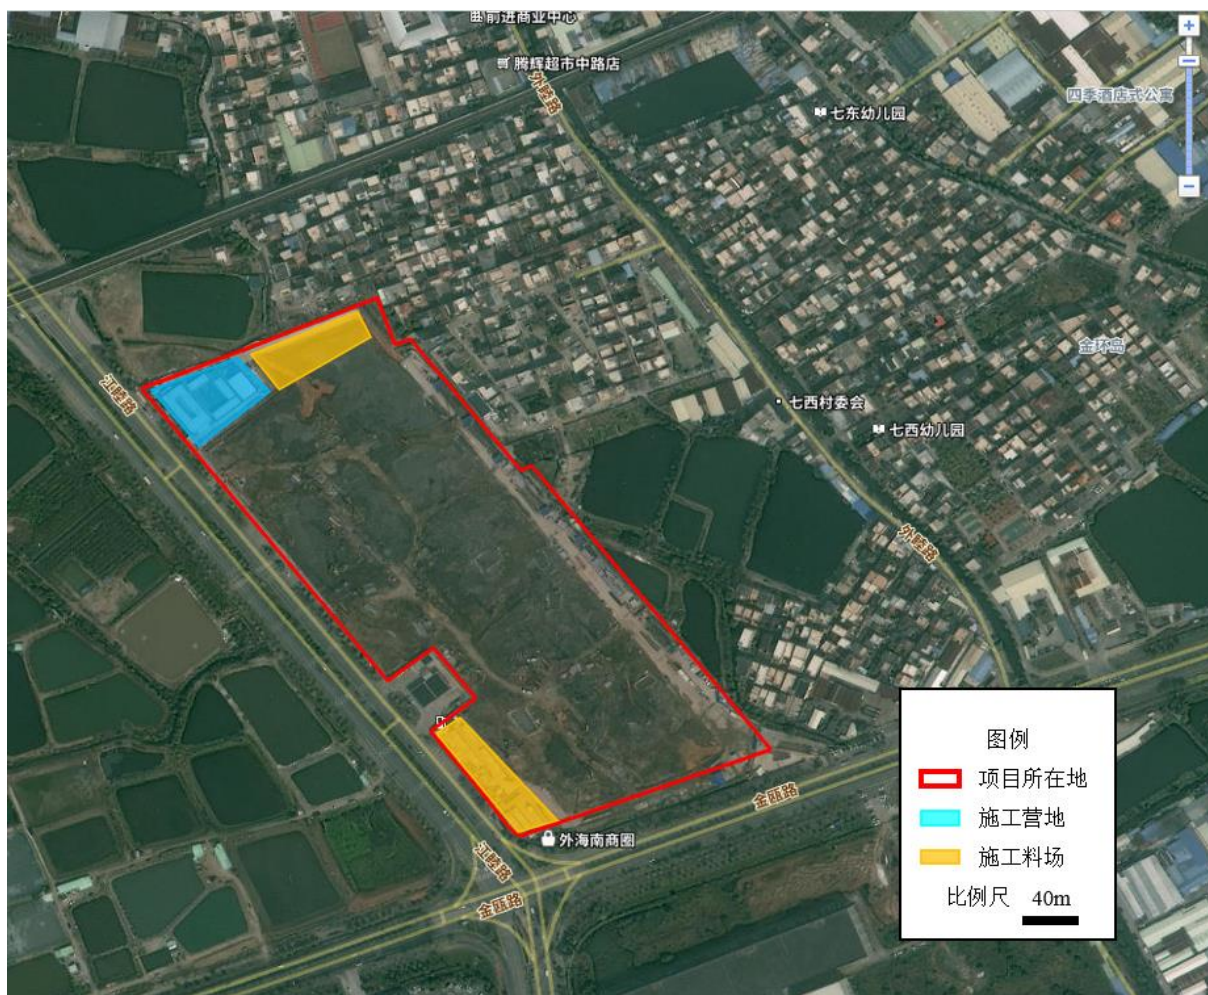 前进商业中心
腾辉超市中路店
外睦路
七东幼儿园
四季酒店式公寓
金环岛
江睦路
七西村委会
七西幼儿园
外睦路
金瓯路
外海南商圈
江睦路
金瓯路
图例
项目所在地
施工营地
施工料场
比例尺 40m